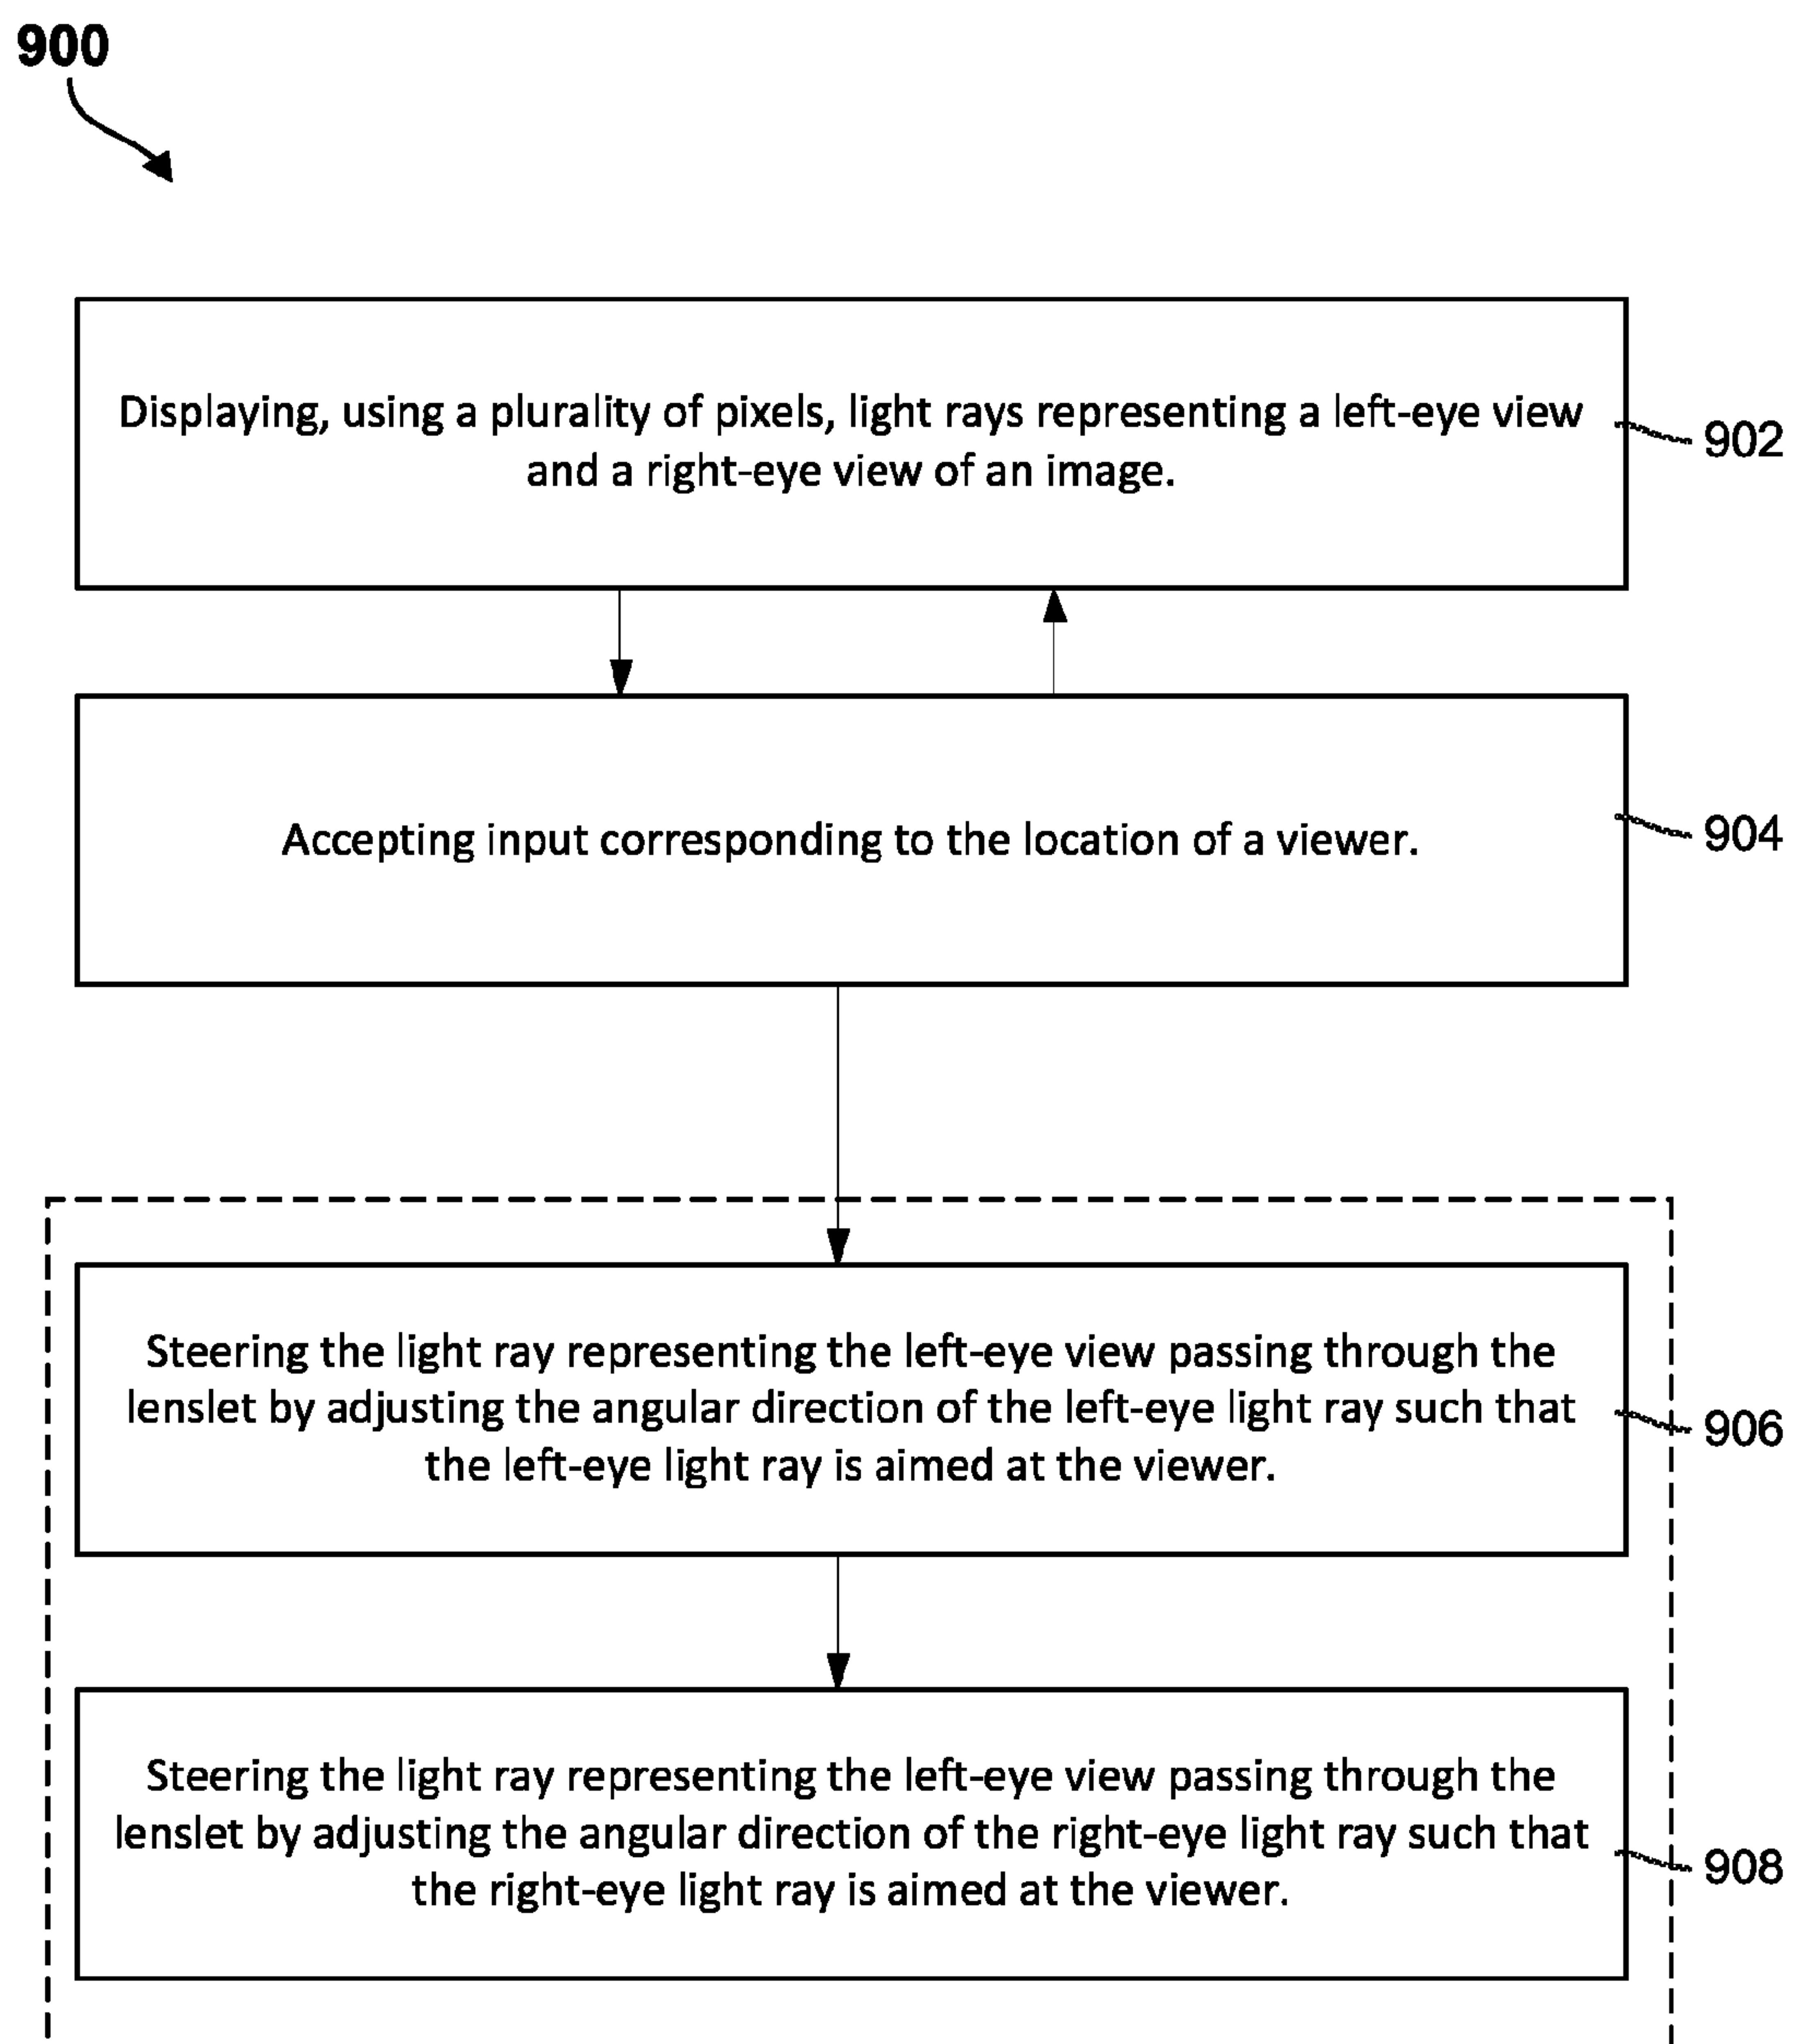 900
Displaying, using a plurality of pixels, light rays representing a left-eye view
and a right-eye view of an image.
902
Accepting input corresponding to the location of a viewer.
904
Steering the light ray representing the left-eye view passing through the
lenslet by adjusting the angular direction of the left-eye light ray such that
the left-eye light ray is aimed at the viewer.
906
Steering the light ray representing the left-eye view passing through the
lenslet by adjusting the angular direction of the right-eye light ray such that
the right-eye light ray is aimed at the viewer.
908